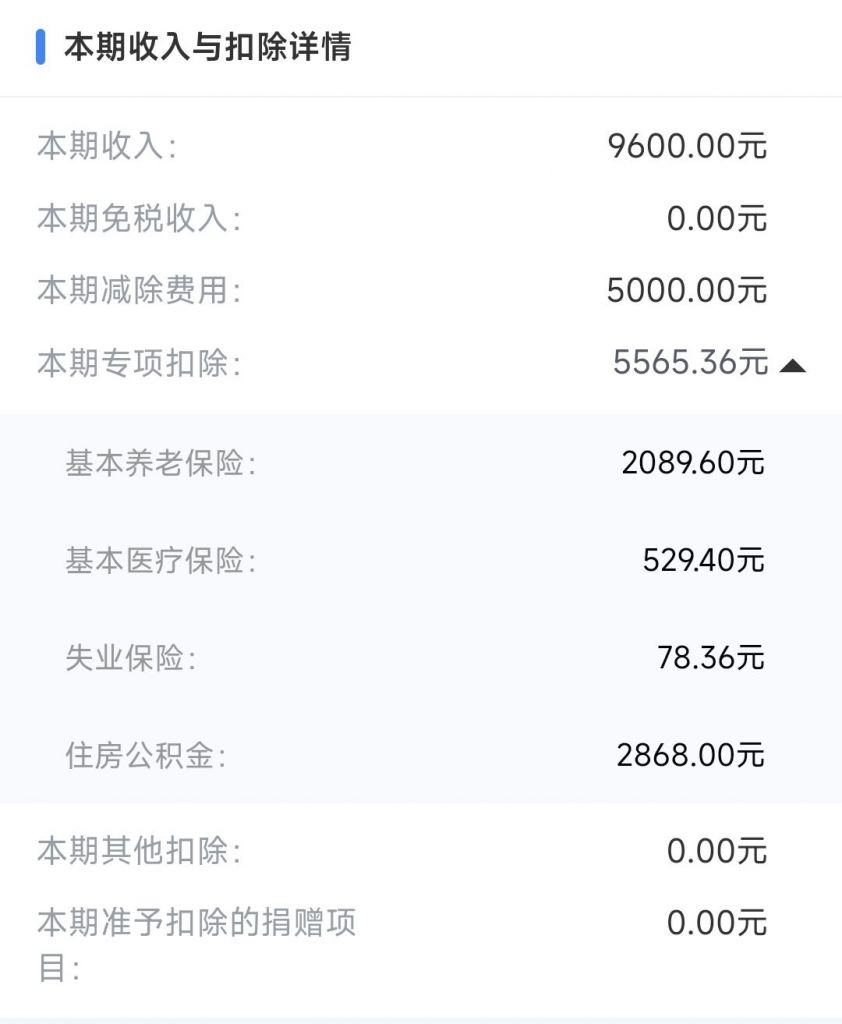 本期收入与扣除详情
本期收入: 9600.00元
本期免税收入: 0.00元
本期减除费用: 5000.00元
本期专项扣除: 5565.36元
基本养老保险: 2089.60元
基本医疗保险: 529.40元
失业保险: 78.36元
住房公积金: 2868.00元
本期其他扣除: 0.00元
本期准予扣除的捐赠项 0.00元
目: